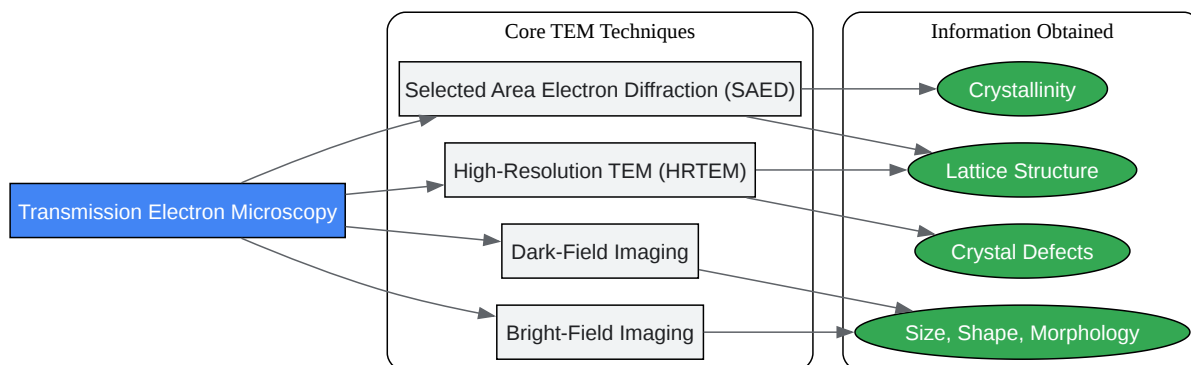 Core TEM Techniques
Information Obtained
Selected Area Electron Diffraction (SAED)
Crystallinity
High-Resolution TEM (HRTEM)
Lattice Structure
Transmission Electron Microscopy
Dark-Field Imaging
Crystal Defects
Bright-Field Imaging
Size, Shape, Morphology